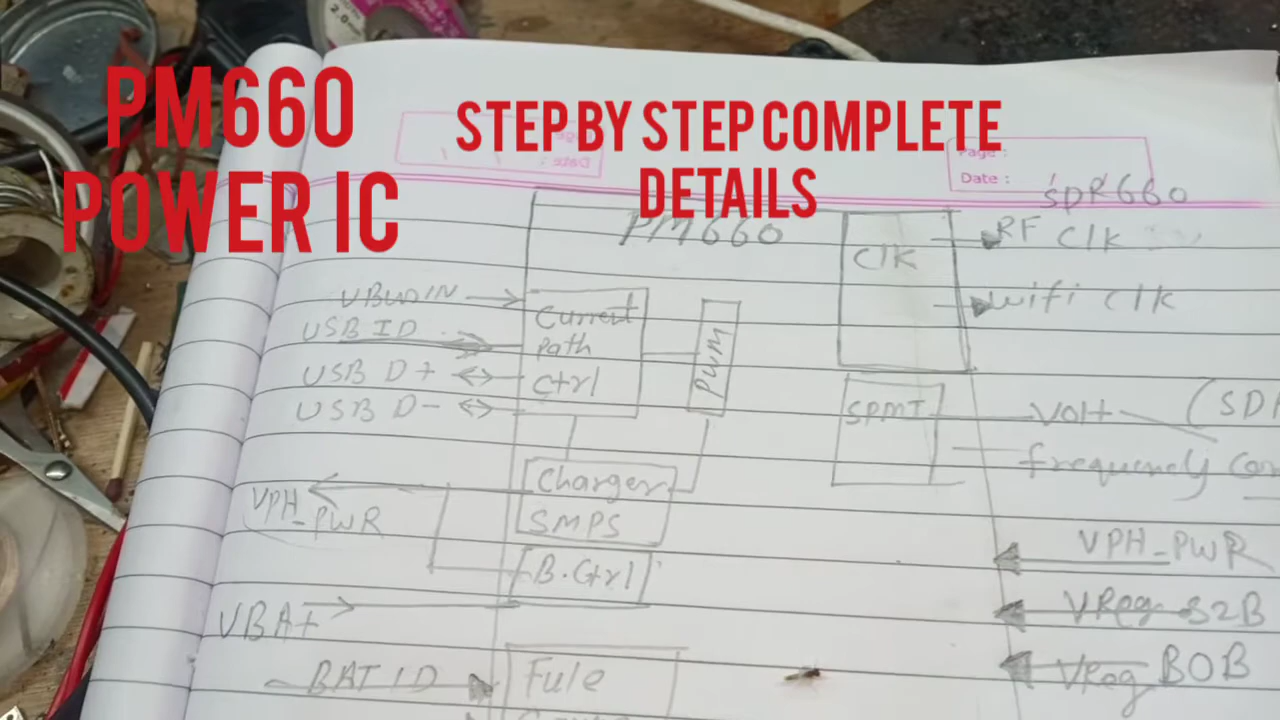 PM660
POWER IC
STEP BY STEP COMPLETE
DETAILS
Page :
Date :
SDR660
PM660
Clk
RF Clk
wifi Clk
VBUS IN
USB ID
USB D+
USB D-
Current
Path
Ctrl
PWM
SPMI
Volt
(SD
frequency Con
Charger
SMPS
VPH_PWR
B.Ctrl
VBAT
BAT ID
Fule
VPH_PWR
VReg S2B
VReg BOB